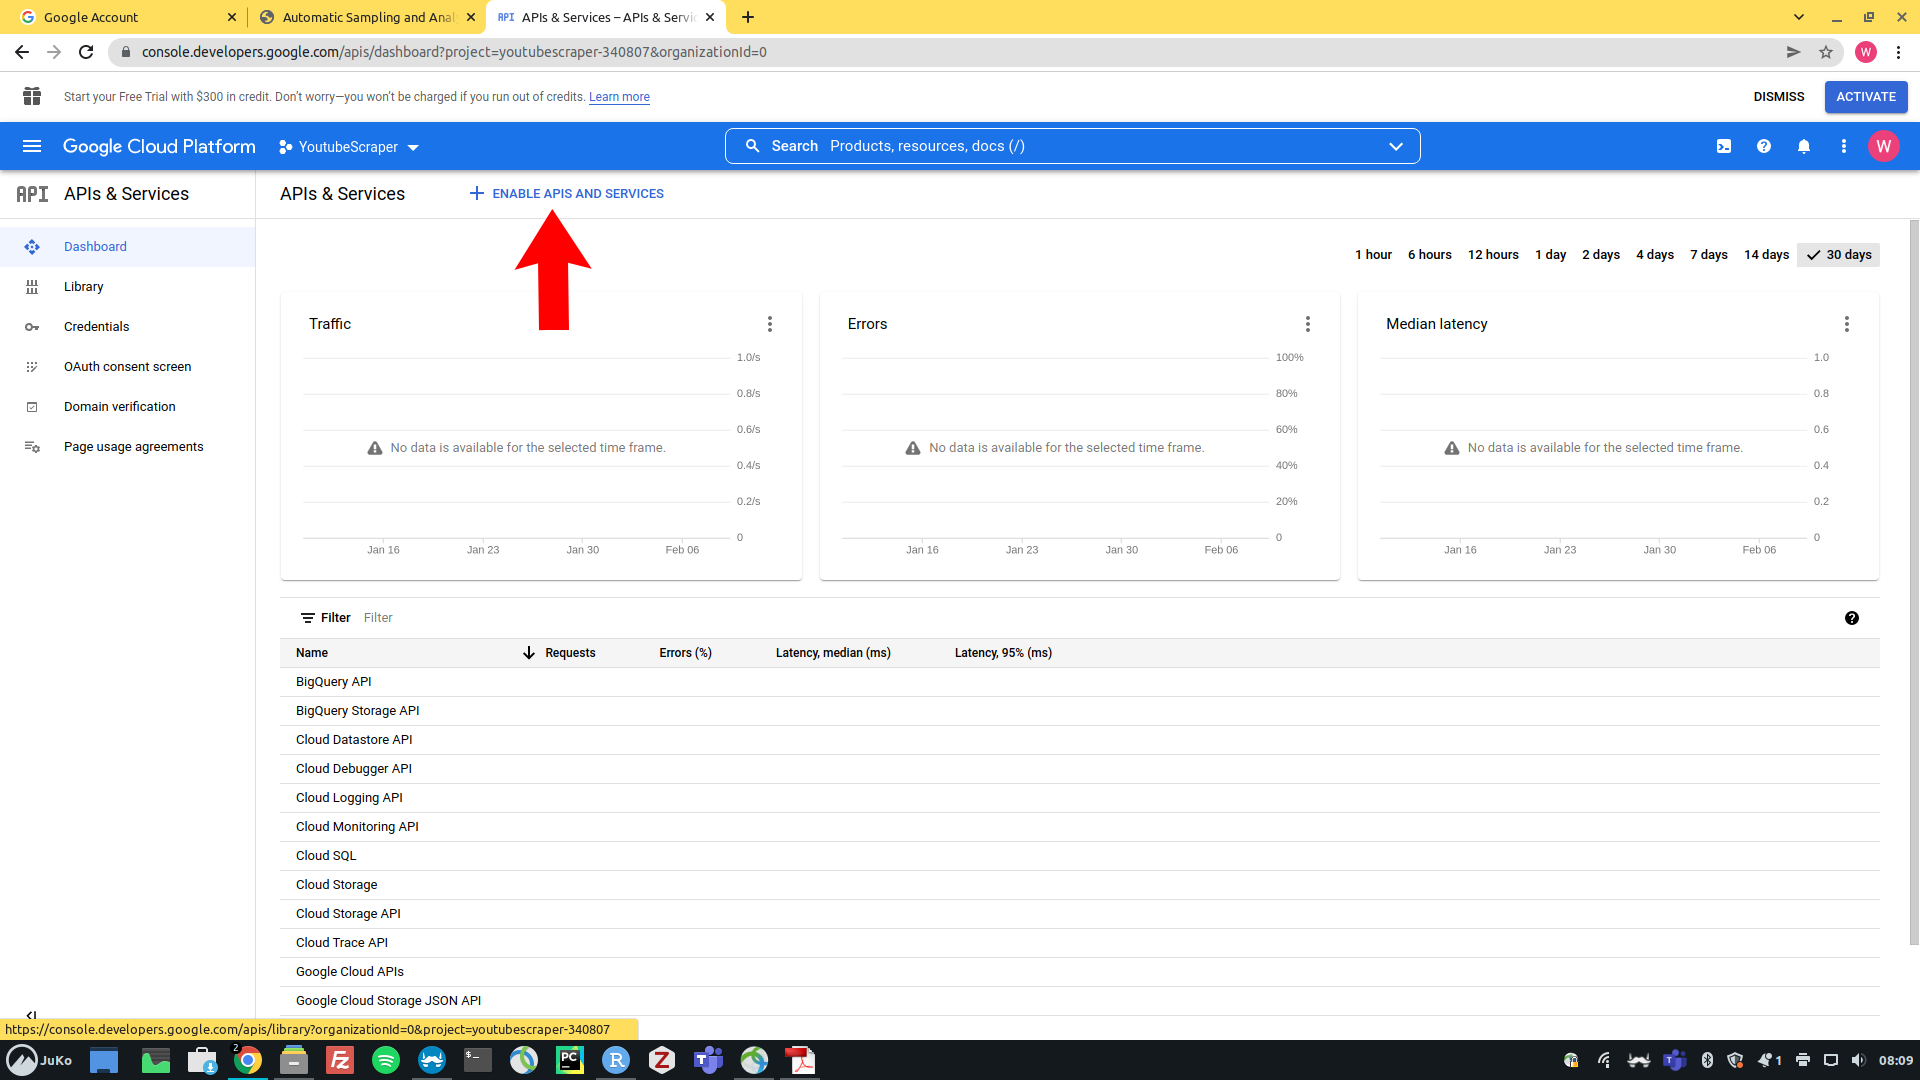 Google Account
Automatic Sampling and Ana
API APIs & Services – APIs & Servic
console.developers.google.com/apis/dashboard?project=youtubescraper-340807&organizationId=0
W
Start your Free Trial with $300 in credit. Don't worry—you won't be charged if you run out of credits. Learn more
DISMISS
ACTIVATE
Google Cloud Platform
YoutubeScraper
Search Products, resources, docs (/)
W
API APIs & Services
APIs & Services
ENABLE APIS AND SERVICES
Dashboard
Library
Credentials
OAuth consent screen
Domain verification
Page usage agreements
1 hour 6 hours 12 hours 1 day 2 days 4 days 7 days 14 days 30 days
Traffic
1.0/s
0.8/s
0.6/s
No data is available for the selected time frame.
0.4/s
0.2/s
0
Jan 16 Jan 23 Jan 30 Feb 06
Errors
100%
80%
60%
No data is available for the selected time frame.
40%
20%
0
Jan 16 Jan 23 Jan 30 Feb 06
Median latency
1.0
0.8
0.6
No data is available for the selected time frame.
0.4
0.2
0
Jan 16 Jan 23 Jan 30 Feb 06
Filter Filter
Name Requests Errors (%) Latency, median (ms) Latency, 95% (ms)
BigQuery API
BigQuery Storage API
Cloud Datastore API
Cloud Debugger API
Cloud Logging API
Cloud Monitoring API
Cloud SQL
Cloud Storage
Cloud Storage API
Cloud Trace API
Google Cloud APIs
Google Cloud Storage JSON API
https://console.developers.google.com/apis/library?organizationId=0&project=youtubescraper-340807
JuKo
2
FZ
$-
PC
R
Z
T
1
08:09